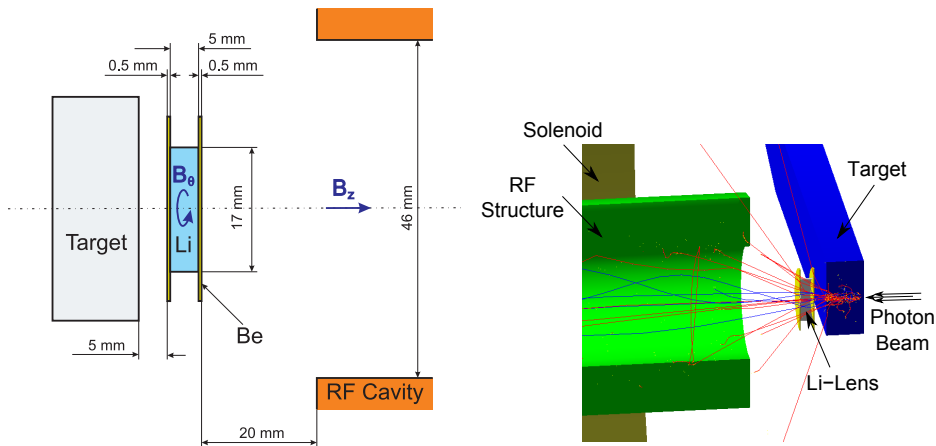 5 mm
0.5 mm
0.5 mm
Bθ
Li
17 mm
Bz
46 mm
Target
Be
5 mm
RF Cavity
20 mm
Solenoid
RF
Structure
Target
Photon
Beam
Li−Lens